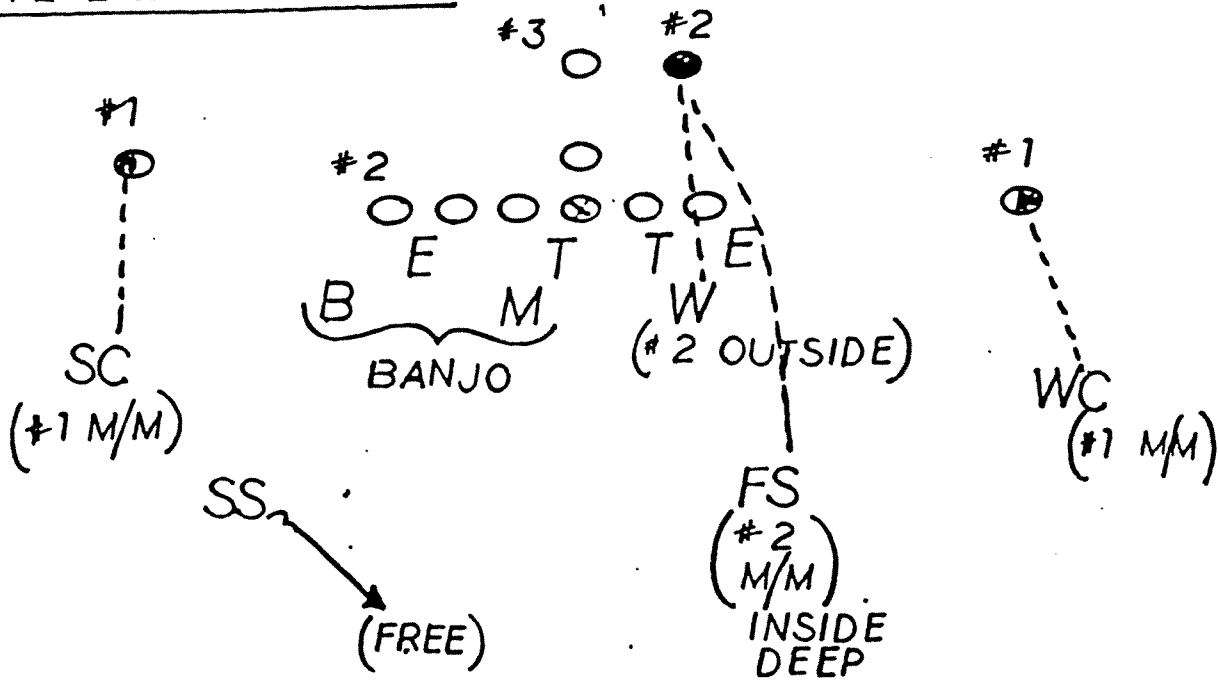 #3
#2
#1
#2
#1
E T T E
B M W
BANJO
(#2 OUTSIDE)
SC
(#1 M/M)
WC
(#1 M/M)
SS
(FREE)
FS
(#2
M/M)
INSIDE
DEEP